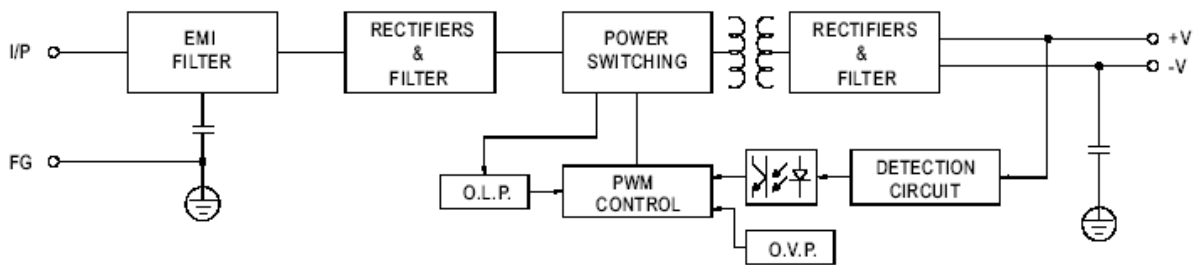 I/P
EMI
FILTER
RECTIFIERS
&
FILTER
POWER
SWITCHING
RECTIFIERS
&
FILTER
+V
-V
FG
O.L.P.
PWM
CONTROL
DETECTION
CIRCUIT
O.V.P.